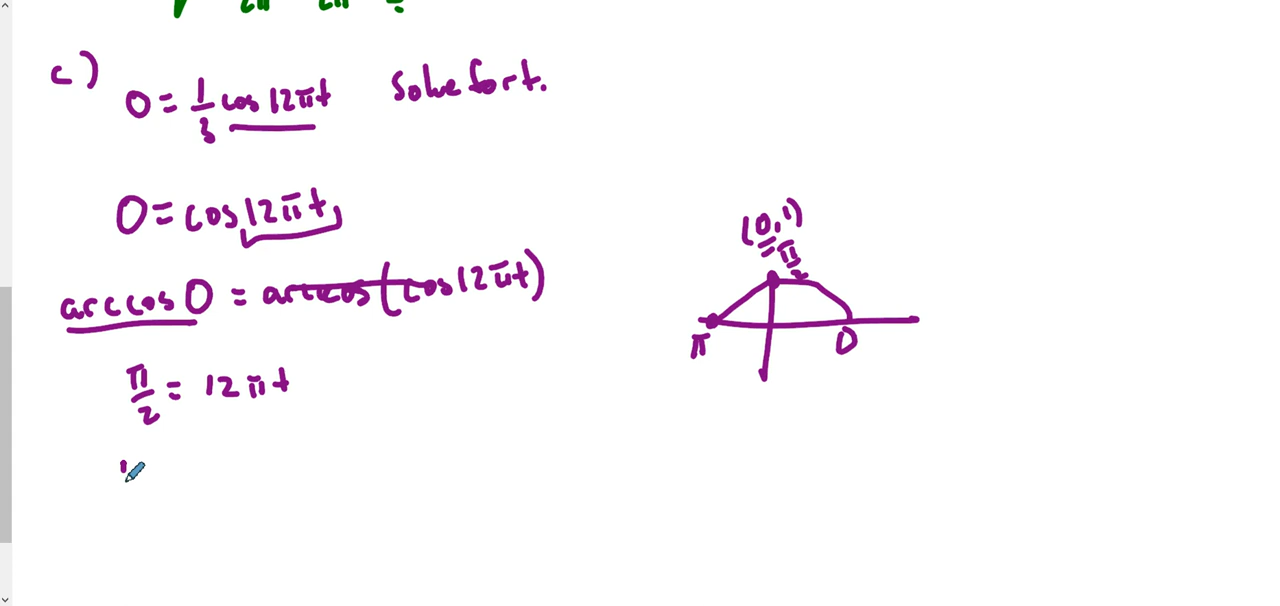 c)
0 = 1/3 cos 12πt solve for t.
0 = cos 12πt
arccos 0 = arccos (cos 12πt)
π/2 = 12πt
(0,1)
π/2
π 0